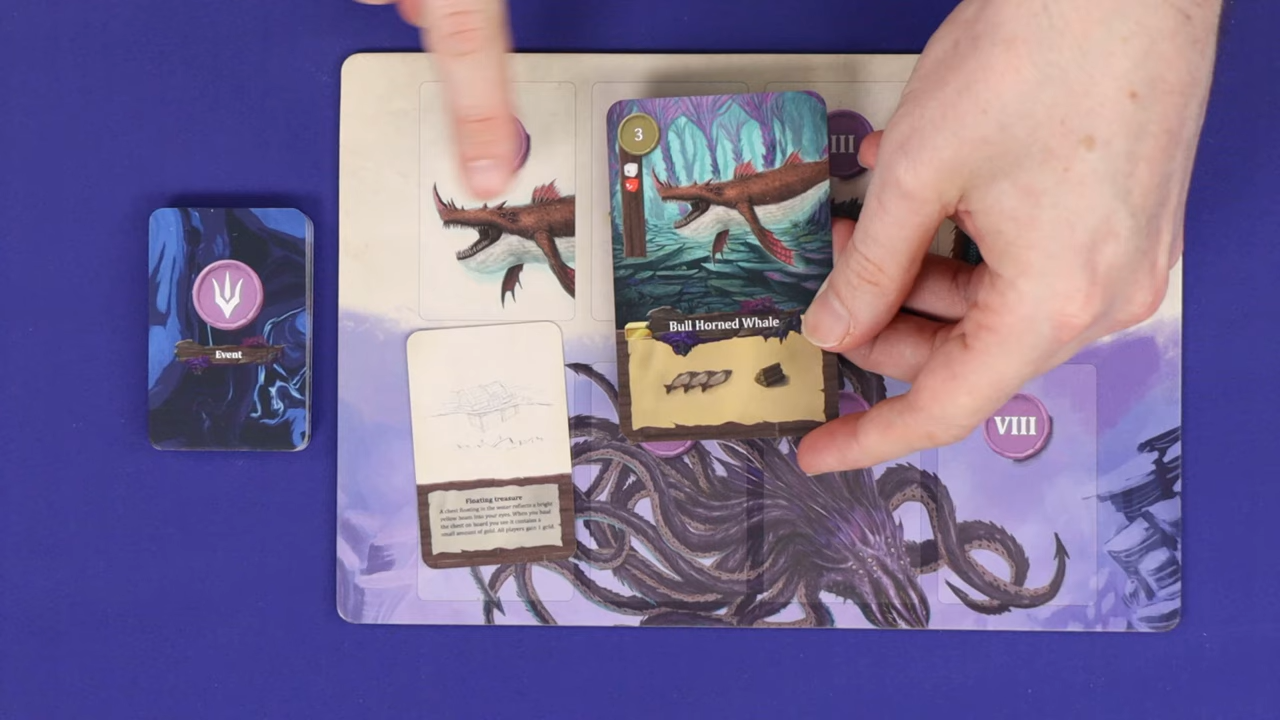 III
3
Bull Horned Whale
Event
VIII
Floating treasure
A chest floating in the water reflects a bright
yellow beam into your eyes. When you haul
the chest on board you see it contains a
small amount of gold. All players gain 1 gold.